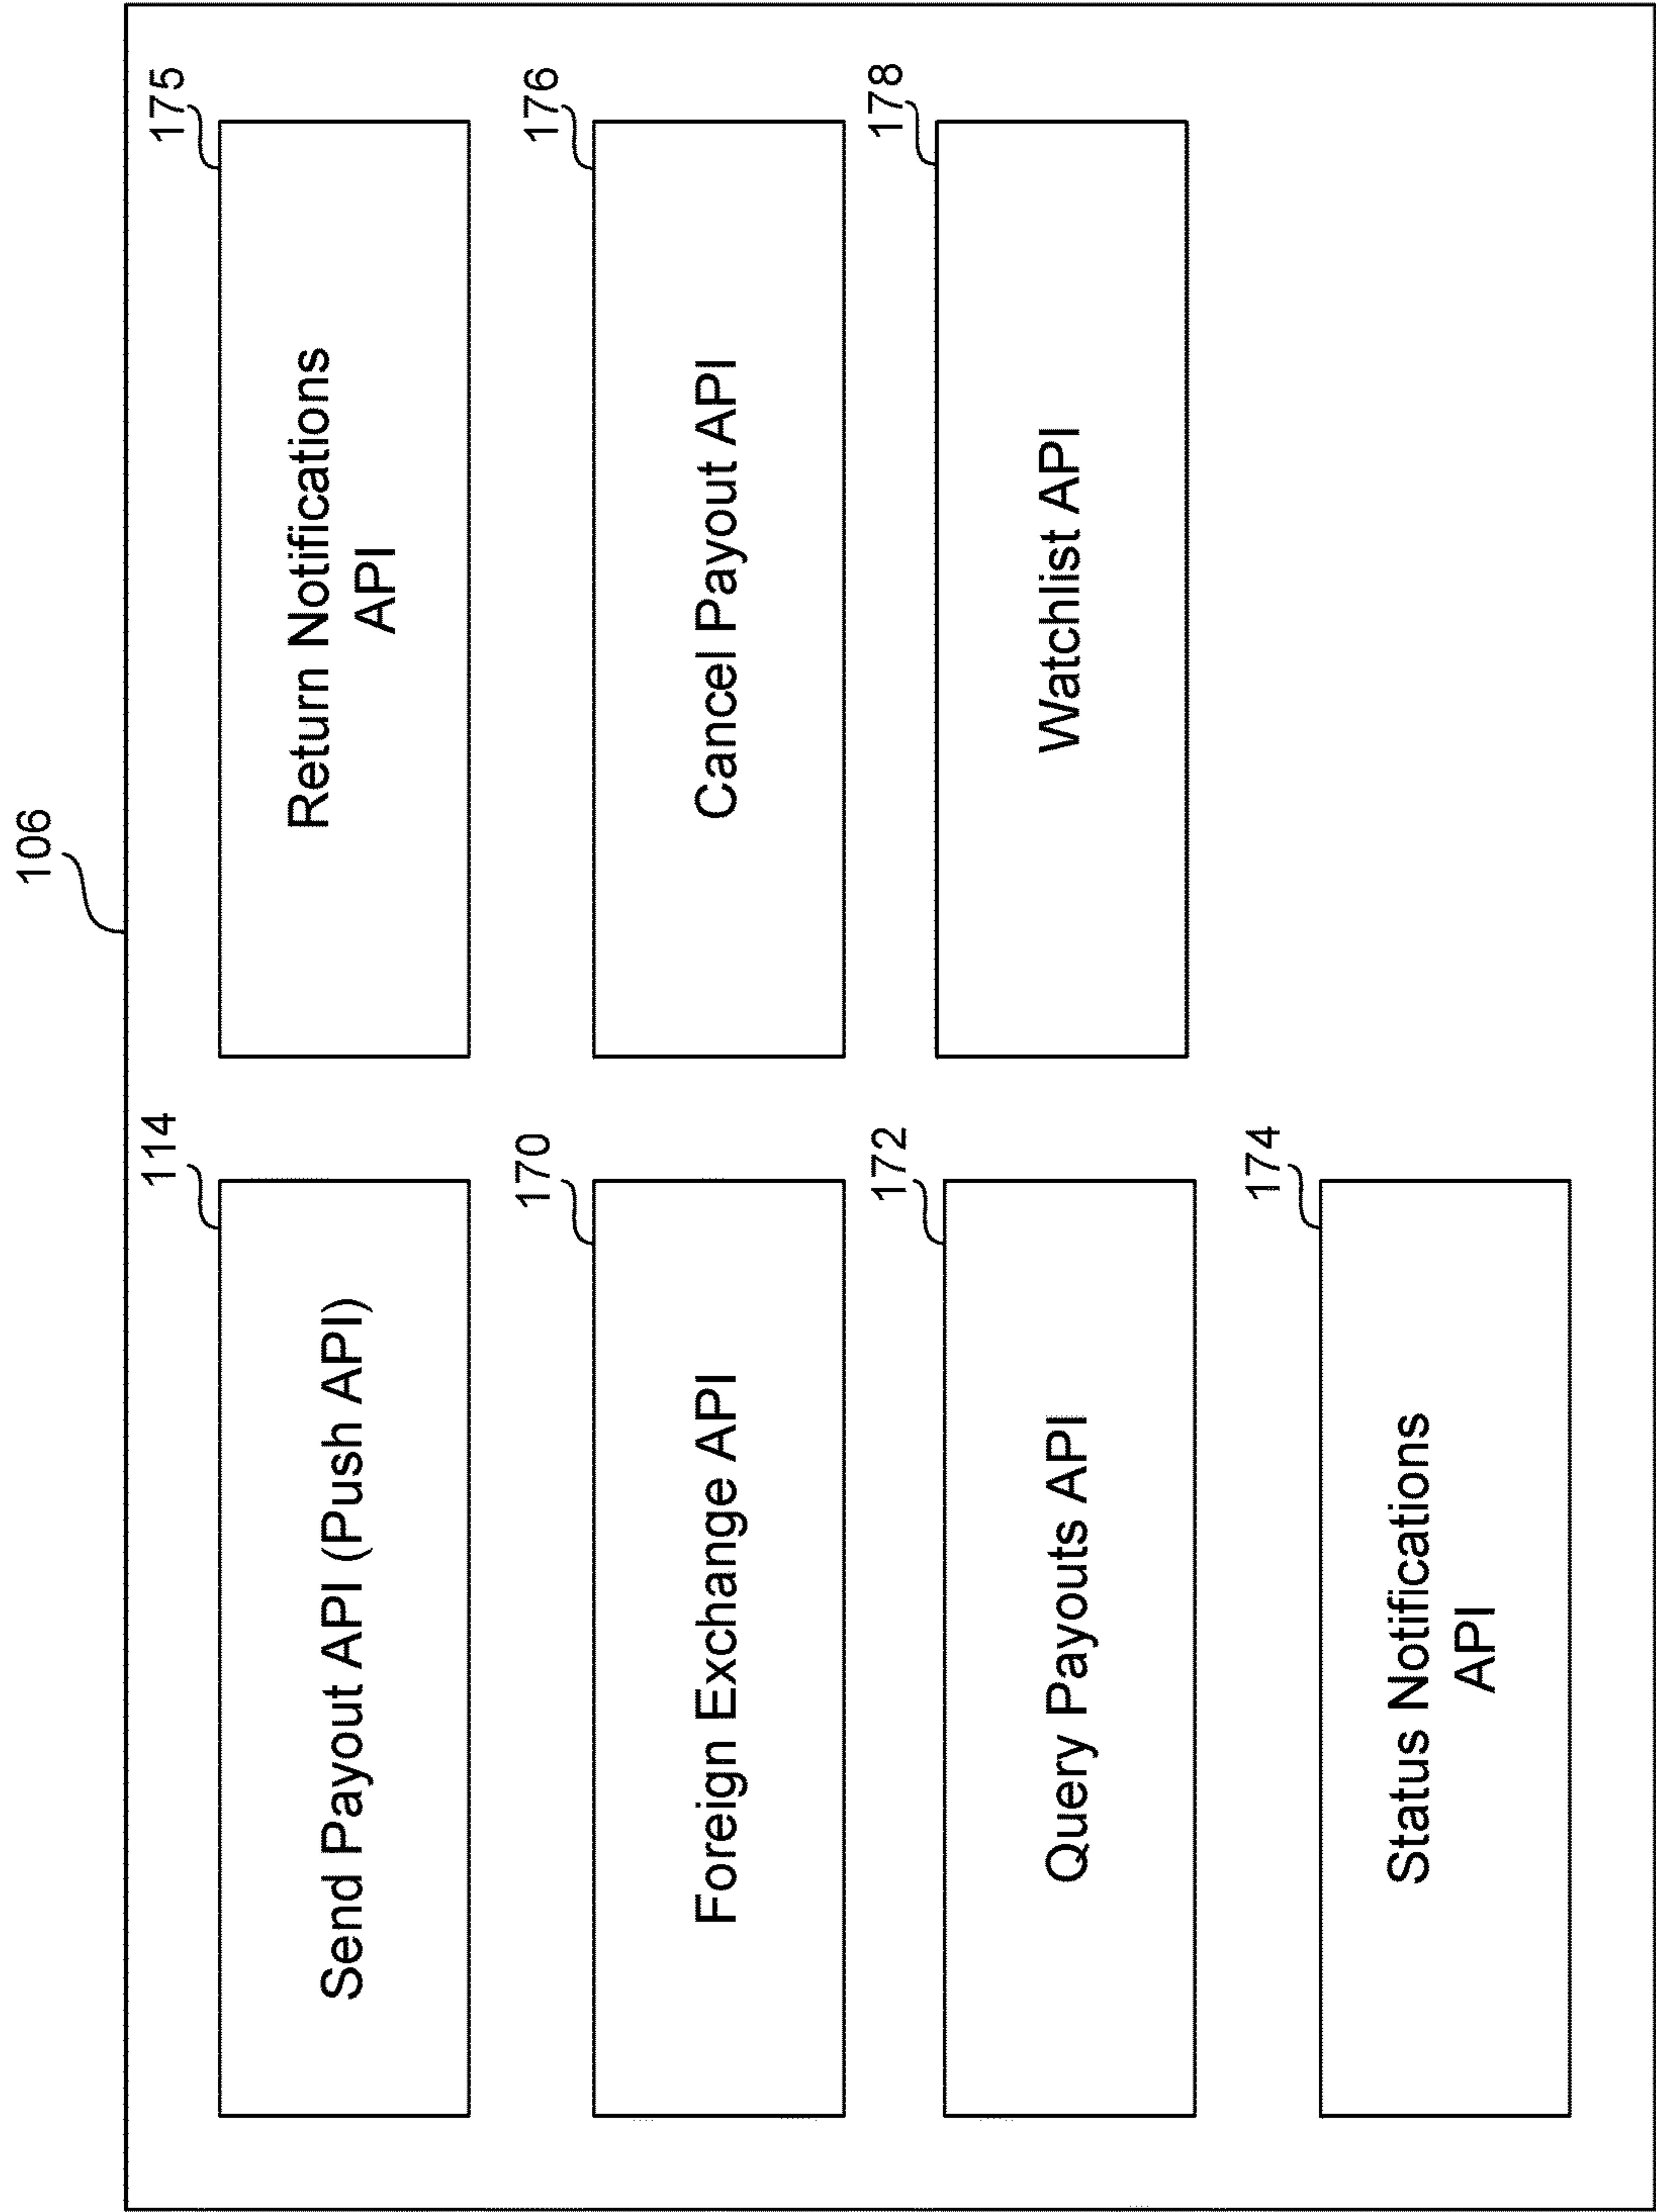 106
114
Send Payout API (Push API)
170
Foreign Exchange API
172
Query Payouts API
174
Status Notifications
API
175
Return Notifications
API
176
Cancel Payout API
178
Watchlist API